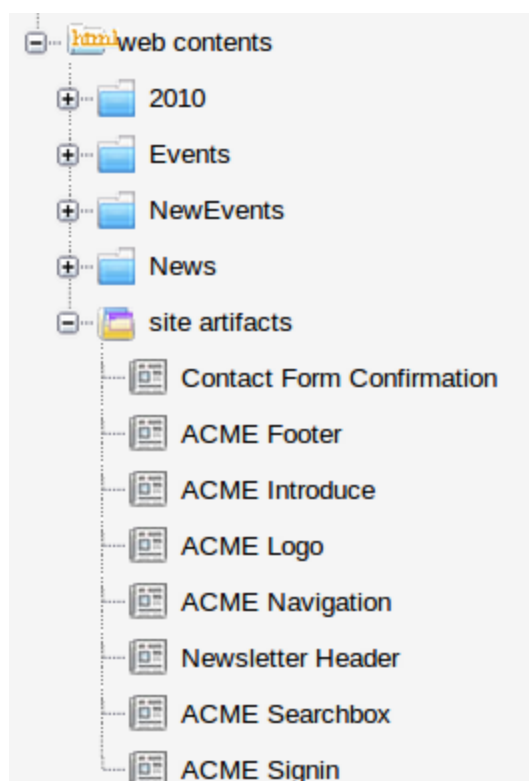 html web contents
2010
Events
NewEvents
News
site artifacts
Contact Form Confirmation
ACME Footer
ACME Introduce
ACME Logo
ACME Navigation
Newsletter Header
ACME Searchbox
ACME Signin